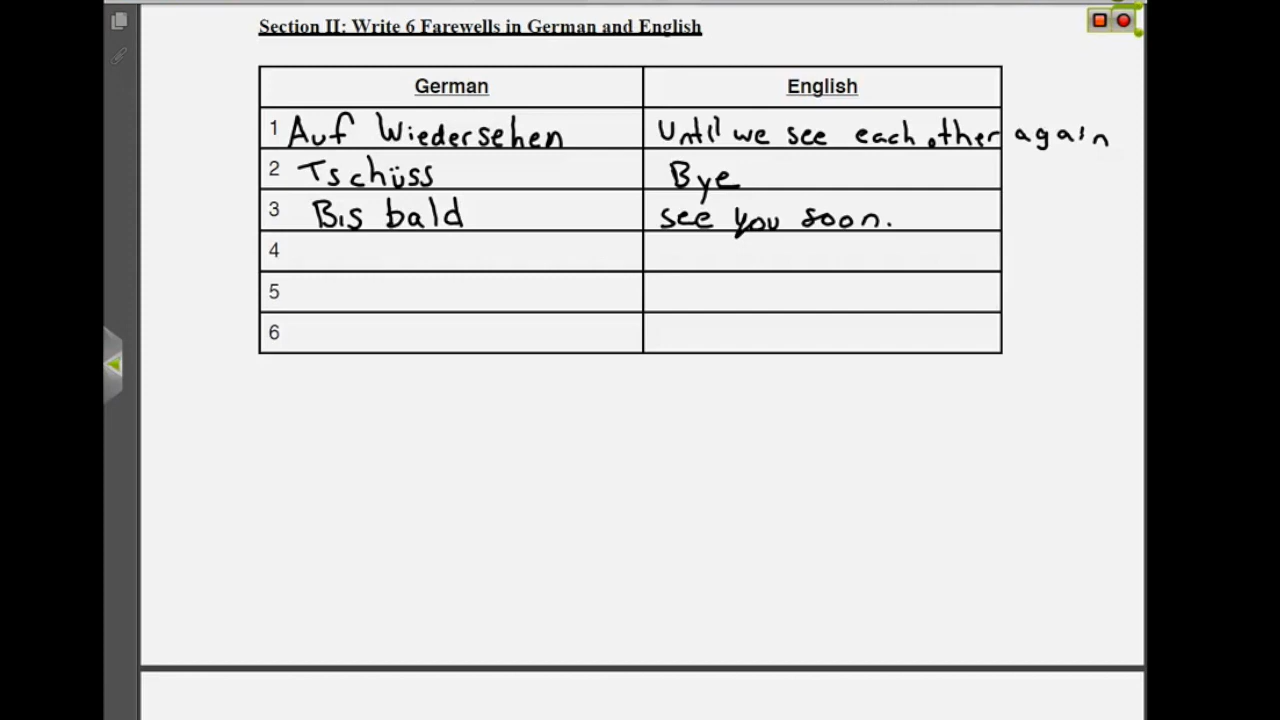 Section II: Write 6 Farewells in German and English
German English
1 Auf Wiedersehen Until we see each other again
2 Tschüss Bye
3 Bis bald see you soon.
4
5
6